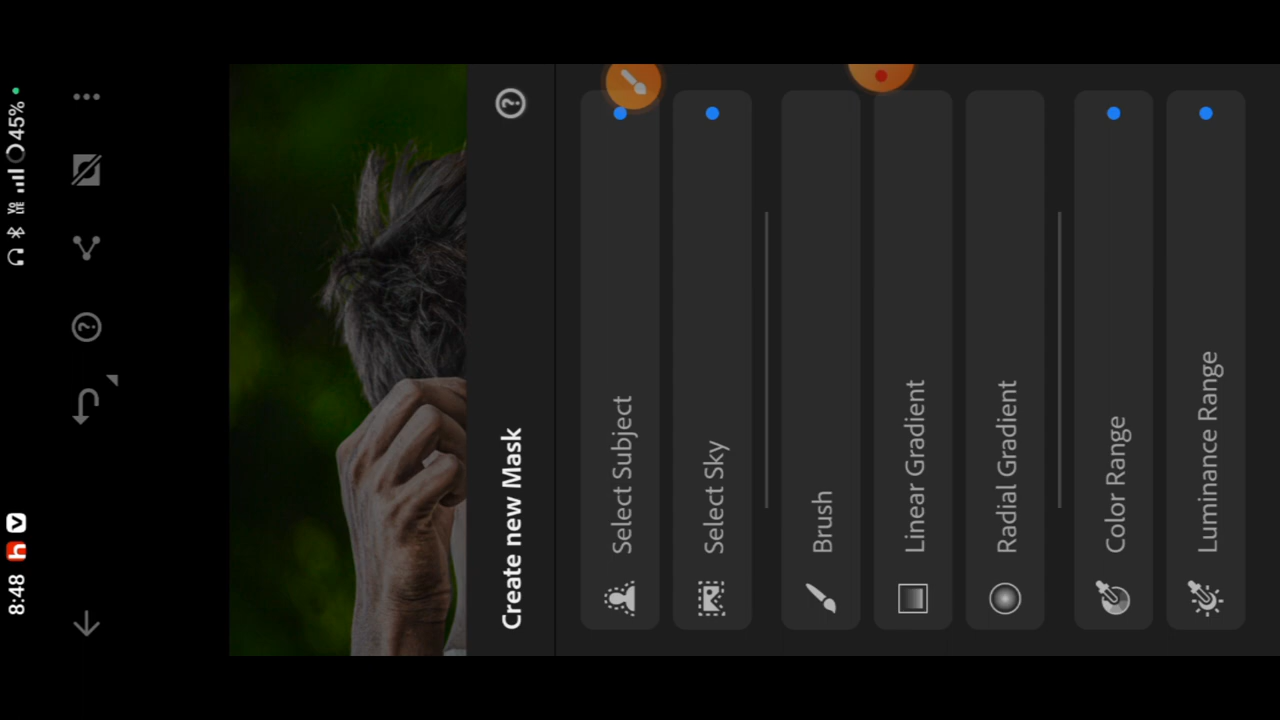 8:48
45%
Create new Mask
Select Subject
Select Sky
Brush
Linear Gradient
Radial Gradient
Color Range
Luminance Range